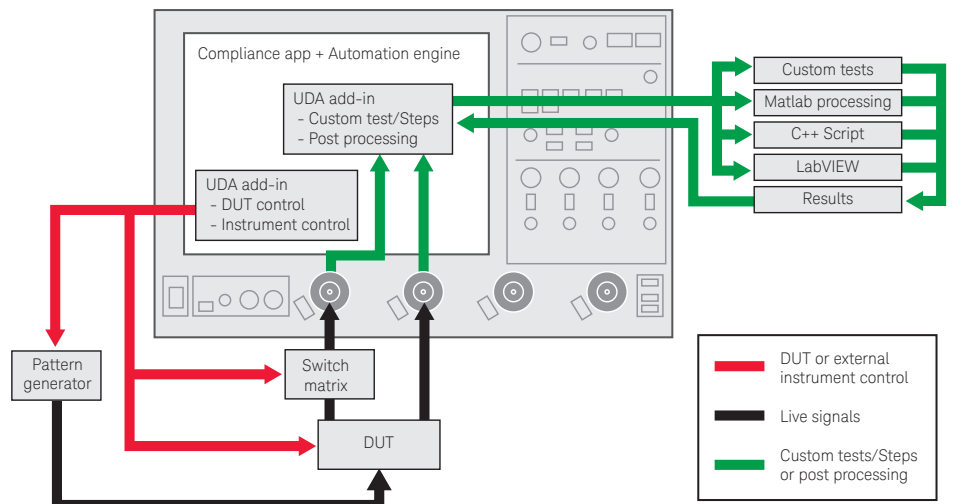 Compliance app + Automation engine
UDA add-in
- Custom test/Steps
- Post processing
UDA add-in
- DUT control
- Instrument control
Custom tests
Matlab processing
C++ Script
LabVIEW
Results
Pattern
generator
Switch
matrix
DUT
DUT or external
instrument control
Live signals
Custom tests/Steps
or post processing